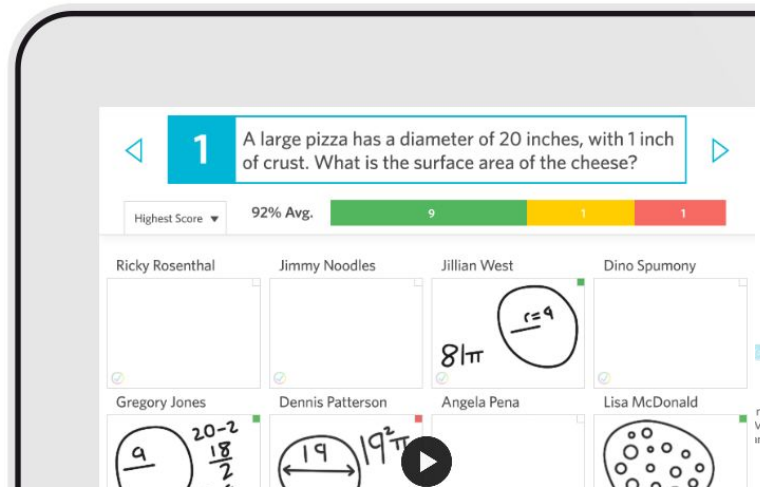 1
A large pizza has a diameter of 20 inches, with 1 inch
of crust. What is the surface area of the cheese?
Highest Score
92% Avg.
9
1
1
Ricky Rosenthal
Jimmy Noodles
Jillian West
Dino Spumony
r=9
81π
Gregory Jones
Dennis Patterson
Angela Pena
Lisa McDonald
9
20-2
18
2
19
19²π